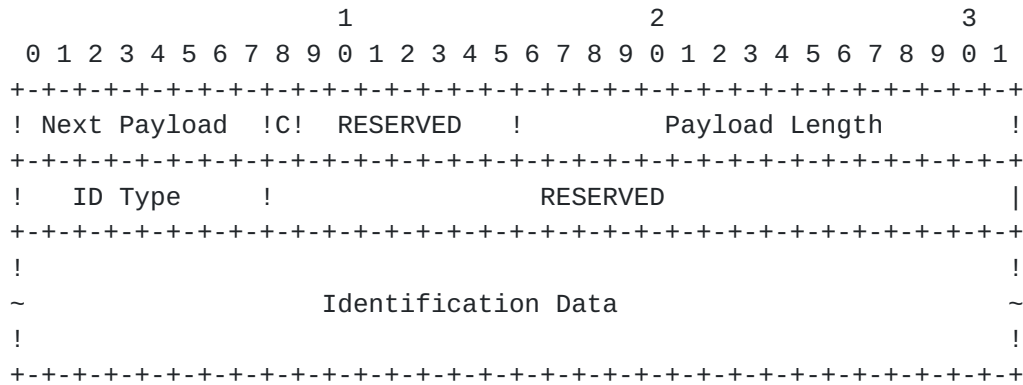 1                   2                   3
 0 1 2 3 4 5 6 7 8 9 0 1 2 3 4 5 6 7 8 9 0 1 2 3 4 5 6 7 8 9 0 1
+-+-+-+-+-+-+-+-+-+-+-+-+-+-+-+-+-+-+-+-+-+-+-+-+-+-+-+-+-+-+-+-+
! Next Payload  !C!  RESERVED   !         Payload Length        !
+-+-+-+-+-+-+-+-+-+-+-+-+-+-+-+-+-+-+-+-+-+-+-+-+-+-+-+-+-+-+-+-+
!   ID Type     !                 RESERVED                      |
+-+-+-+-+-+-+-+-+-+-+-+-+-+-+-+-+-+-+-+-+-+-+-+-+-+-+-+-+-+-+-+-+
!                                                               !
~                   Identification Data                         ~
!                                                               !
+-+-+-+-+-+-+-+-+-+-+-+-+-+-+-+-+-+-+-+-+-+-+-+-+-+-+-+-+-+-+-+-+